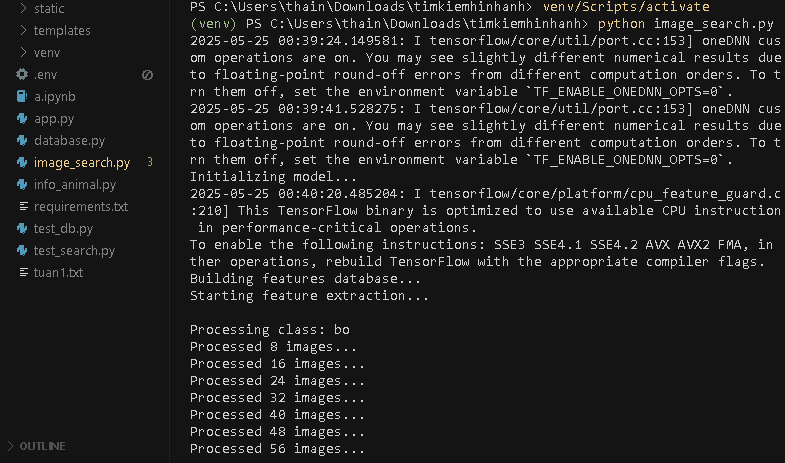 static
templates
venv
.env
a.ipynb
app.py
database.py
image_search.py 3
info_animal.py
requirements.txt
test_db.py
test_search.py
tuan1.txt
OUTLINE
PS C:\Users\thain\Downloads\timkiemhinhanh> venv/Scripts/activate
(venv) PS C:\Users\thain\Downloads\timkiemhinhanh> python image_search.py
2025-05-25 00:39:24.149581: I tensorflow/core/util/port.cc:153] oneDNN cus
om operations are on. You may see slightly different numerical results due
to floating-point round-off errors from different computation orders. To t
rn them off, set the environment variable `TF_ENABLE_ONEDNN_OPTS=0`.
2025-05-25 00:39:41.528275: I tensorflow/core/util/port.cc:153] oneDNN cus
om operations are on. You may see slightly different numerical results due
to floating-point round-off errors from different computation orders. To t
rn them off, set the environment variable `TF_ENABLE_ONEDNN_OPTS=0`.
Initializing model...
2025-05-25 00:40:20.485204: I tensorflow/core/platform/cpu_feature_guard.c
:210] This TensorFlow binary is optimized to use available CPU instruction
in performance-critical operations.
To enable the following instructions: SSE3 SSE4.1 SSE4.2 AVX AVX2 FMA, in
ther operations, rebuild TensorFlow with the appropriate compiler flags.
Building features database...
Starting feature extraction...
Processing class: bo
Processed 8 images...
Processed 16 images...
Processed 24 images...
Processed 32 images...
Processed 40 images...
Processed 48 images...
Processed 56 images...